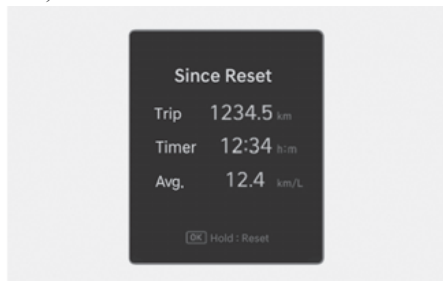 Since Reset
Trip 1234.5 km
Timer 12:34 h:m
Avg. 12.4 km/L
OK Hold : Reset